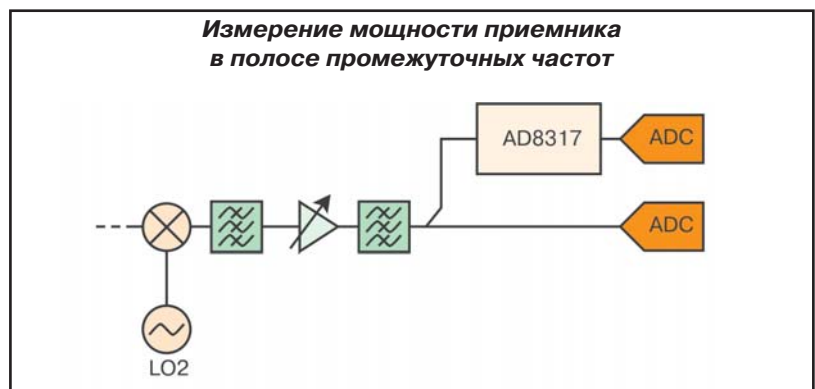 Измерение мощности приемника
в полосе промежуточных частот
AD8317
ADC
ADC
LO2